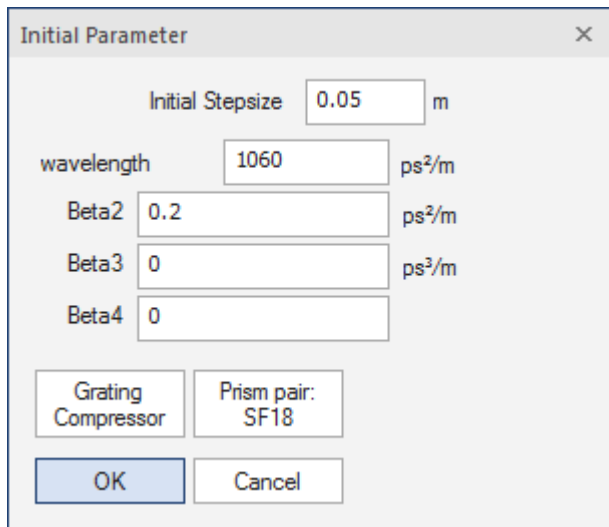 Initial Parameter
Initial Stepsize 0.05 m
wavelength 1060 ps²/m
Beta2 0.2 ps²/m
Beta3 0 ps³/m
Beta4 0
Grating Prism pair:
Compressor SF18
OK Cancel